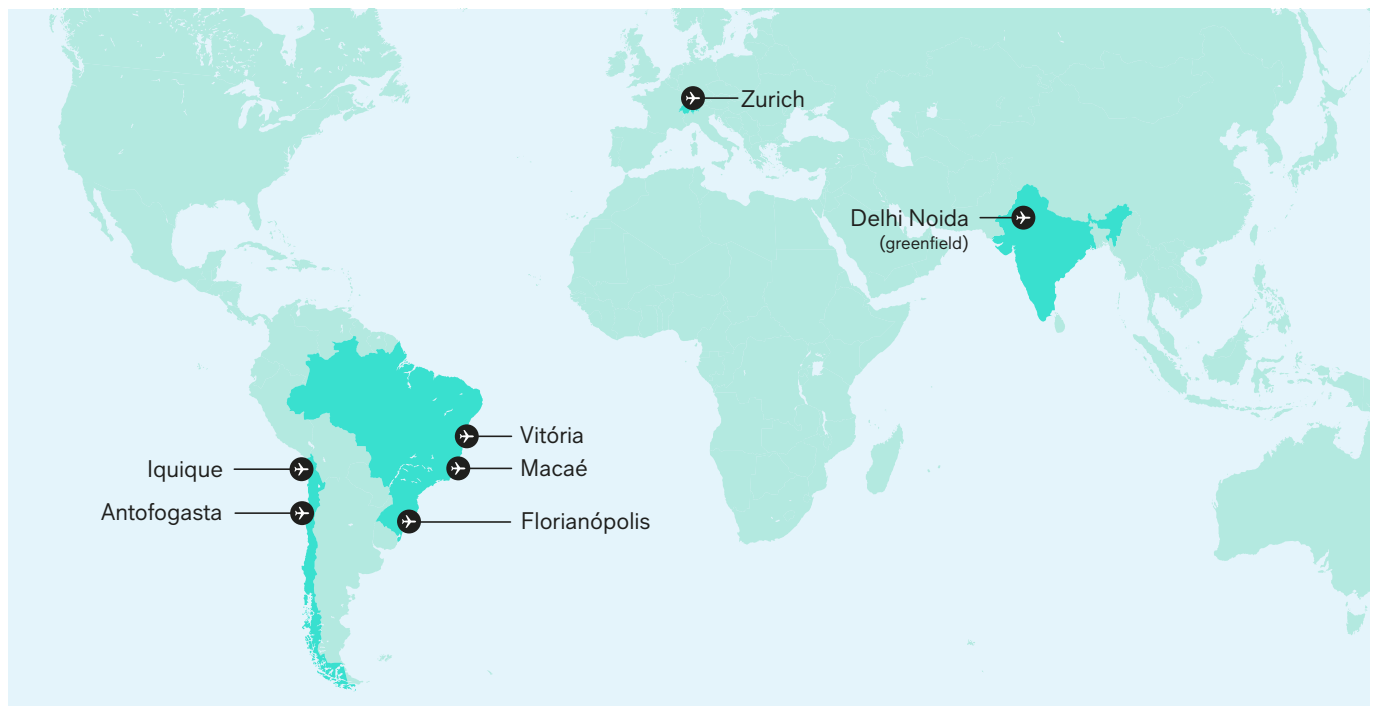 Zurich
Delhi Noida
(greenfield)
Vitória
Iquique
Macaé
Antofogasta
Florianópolis